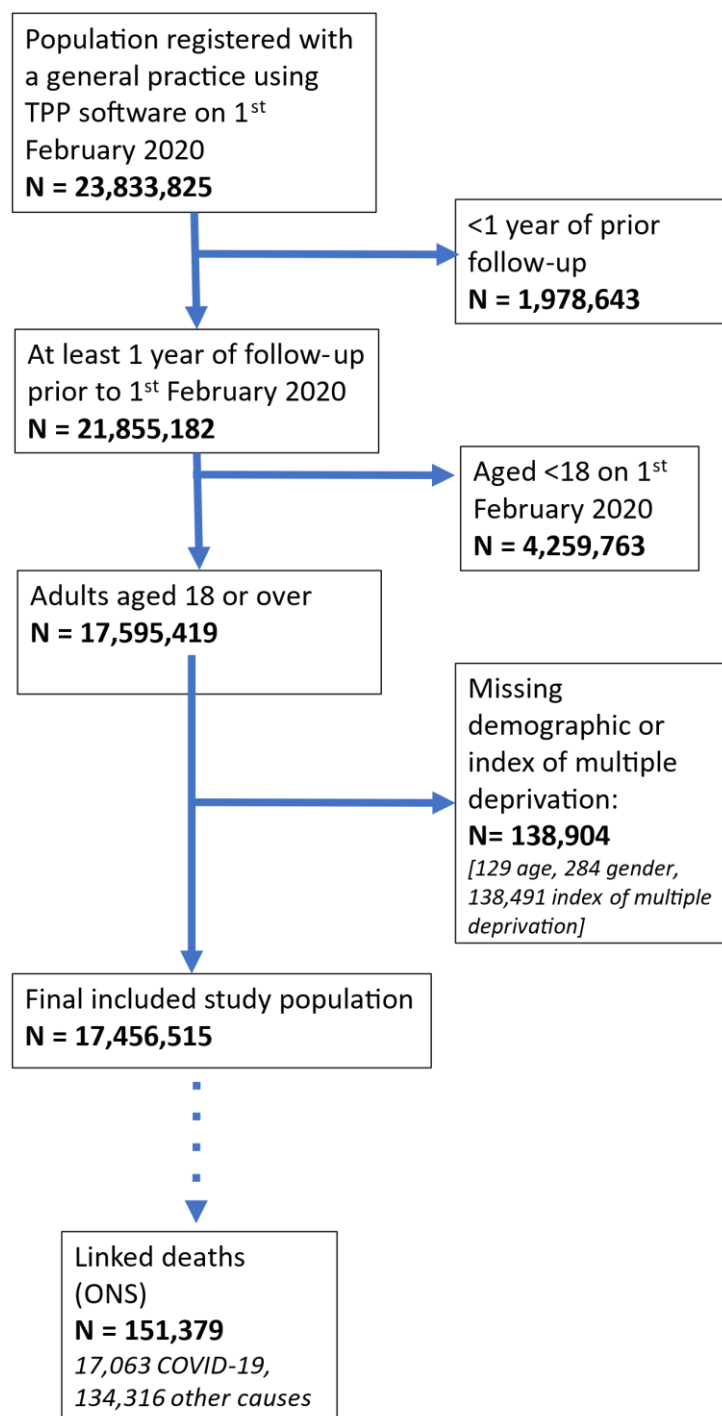 Population registered with
a general practice using
TPP software on 1st
February 2020
N = 23,833,825
<1 year of prior
follow-up
N = 1,978,643
At least 1 year of follow-up
prior to 1st February 2020
N = 21,855,182
Aged <18 on 1st
February 2020
N = 4,259,763
Adults aged 18 or over
N = 17,595,419
Missing
demographic or
index of multiple
deprivation:
N= 138,904
[129 age, 284 gender,
138,491 index of multiple
deprivation]
Final included study population
N = 17,456,515
Linked deaths
(ONS)
N = 151,379
17,063 COVID-19,
134,316 other causes